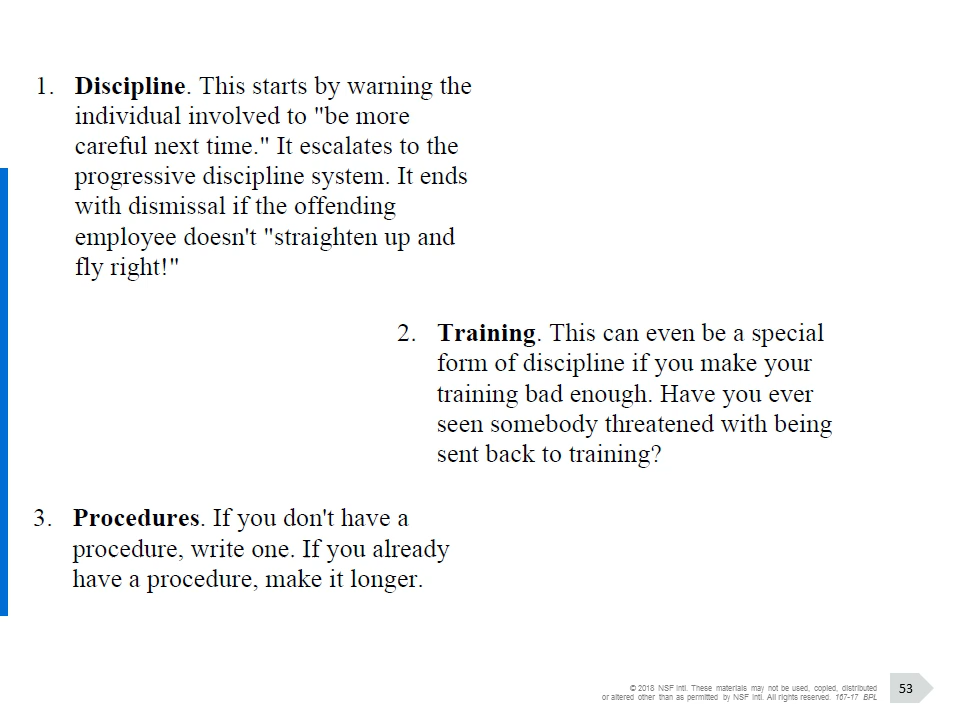 1. Discipline. This starts by warning the
individual involved to "be more
careful next time." It escalates to the
progressive discipline system. It ends
with dismissal if the offending
employee doesn't "straighten up and
fly right!"
2. Training. This can even be a special
form of discipline if you make your
training bad enough. Have you ever
seen somebody threatened with being
sent back to training?
3. Procedures. If you don't have a
procedure, write one. If you already
have a procedure, make it longer.
© 2018 NSF Intl. These materials may not be used, copied, distributed
or altered other than as permitted by NSF Intl. All rights reserved. 167-17 BPL
53